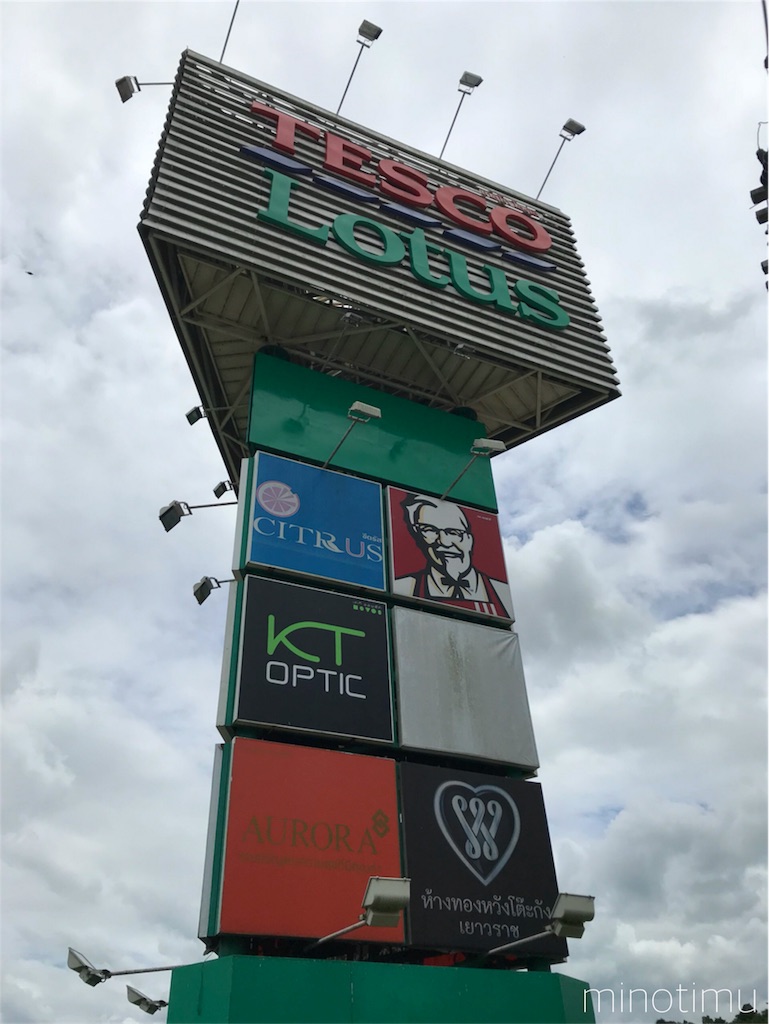 TESCO
Lotus
CITRUS
KT
OPTIC
AURORA
ห้างทองหวังโต๊ะกัง
เยาวราช
minotimu